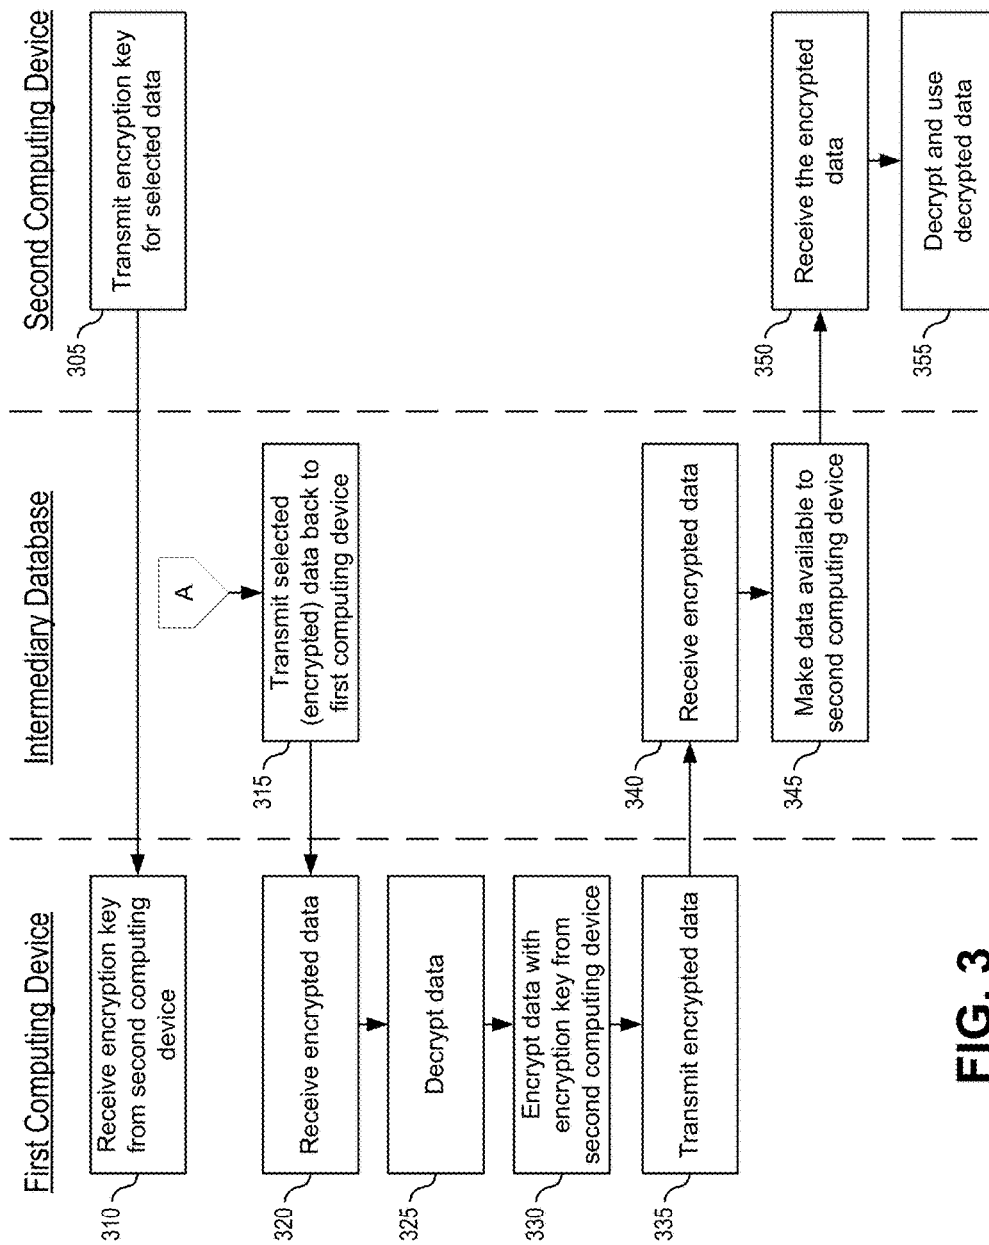 First Computing Device
Intermediary Database
Second Computing Device
305
Transmit encryption key
for selected data
310
Receive encryption key
from second computing
device
A
315
Transmit selected
(encrypted) data back to
first computing device
320
Receive encrypted data
325
Decrypt data
330
Encrypt data with
encryption key from
second computing device
335
Transmit encrypted data
340
Receive encrypted data
345
Make data available to
second computing device
350
Receive the encrypted
data
355
Decrypt and use
decrypted data
FIG. 3